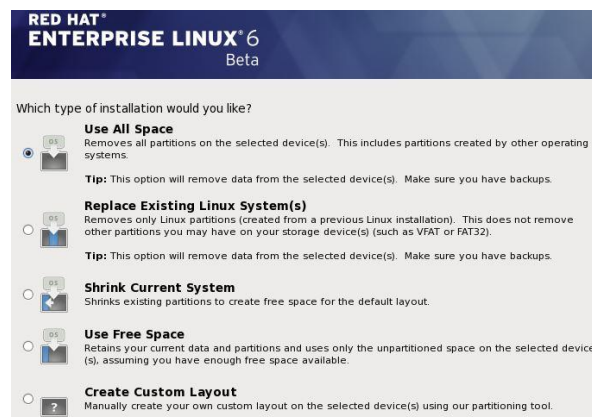 RED HAT®
ENTERPRISE LINUX® 6
Beta
Which type of installation would you like?
OS
Use All Space
Removes all partitions on the selected device(s). This includes partitions created by other operating
systems.
Tip: This option will remove data from the selected device(s). Make sure you have backups.
OS
Replace Existing Linux System(s)
Removes only Linux partitions (created from a previous Linux installation). This does not remove
other partitions you may have on your storage device(s) (such as VFAT or FAT32).
Tip: This option will remove data from the selected device(s). Make sure you have backups.
OS
Shrink Current System
Shrinks existing partitions to create free space for the default layout.
OS
Use Free Space
Retains your current data and partitions and uses only the unpartitioned space on the selected device
(s), assuming you have enough free space available.
?
Create Custom Layout
Manually create your own custom layout on the selected device(s) using our partitioning tool.